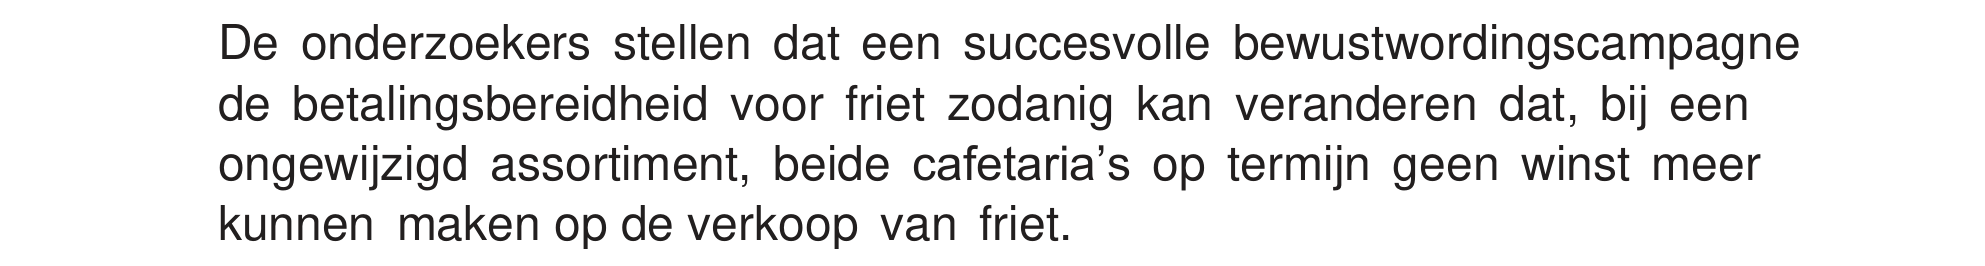 De onderzoekers stellen dat een succesvolle bewustwordingscampagne
de betalingsbereidheid voor friet zodanig kan veranderen dat, bij een
ongewijzigd assortiment, beide cafetaria’s op termijn geen winst meer
kunnen maken op de verkoop van friet.